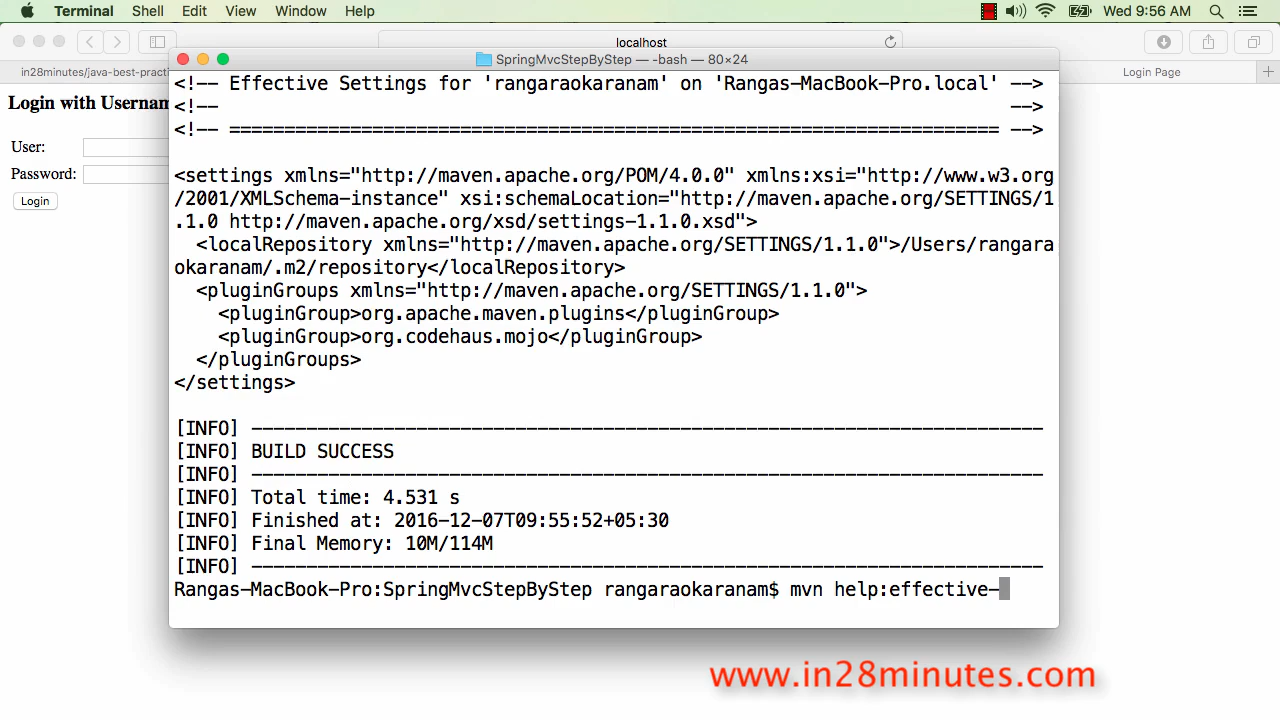 Terminal Shell Edit View Window Help Wed 9:56 AM
localhost
SpringMvcStepByStep — -bash — 80×24
in28minutes/java-best-practi
Login Page
Login with Usernam
User:
Password:
Login
<!-- Effective Settings for 'rangaraokaranam' on 'Rangas-MacBook-Pro.local' -->
<!-- -->
<!-- ====================================================================== -->
<settings xmlns="http://maven.apache.org/POM/4.0.0" xmlns:xsi="http://www.w3.org
/2001/XMLSchema-instance" xsi:schemaLocation="http://maven.apache.org/SETTINGS/1
.1.0 http://maven.apache.org/xsd/settings-1.1.0.xsd">
<localRepository xmlns="http://maven.apache.org/SETTINGS/1.1.0">/Users/rangara
okaranam/.m2/repository</localRepository>
<pluginGroups xmlns="http://maven.apache.org/SETTINGS/1.1.0">
<pluginGroup>org.apache.maven.plugins</pluginGroup>
<pluginGroup>org.codehaus.mojo</pluginGroup>
</pluginGroups>
</settings>
[INFO] ------------------------------------------------------------------------
[INFO] BUILD SUCCESS
[INFO] ------------------------------------------------------------------------
[INFO] Total time: 4.531 s
[INFO] Finished at: 2016-12-07T09:55:52+05:30
[INFO] Final Memory: 10M/114M
[INFO] ------------------------------------------------------------------------
Rangas-MacBook-Pro:SpringMvcStepByStep rangaraokaranam$ mvn help:effective-
www.in28minutes.com